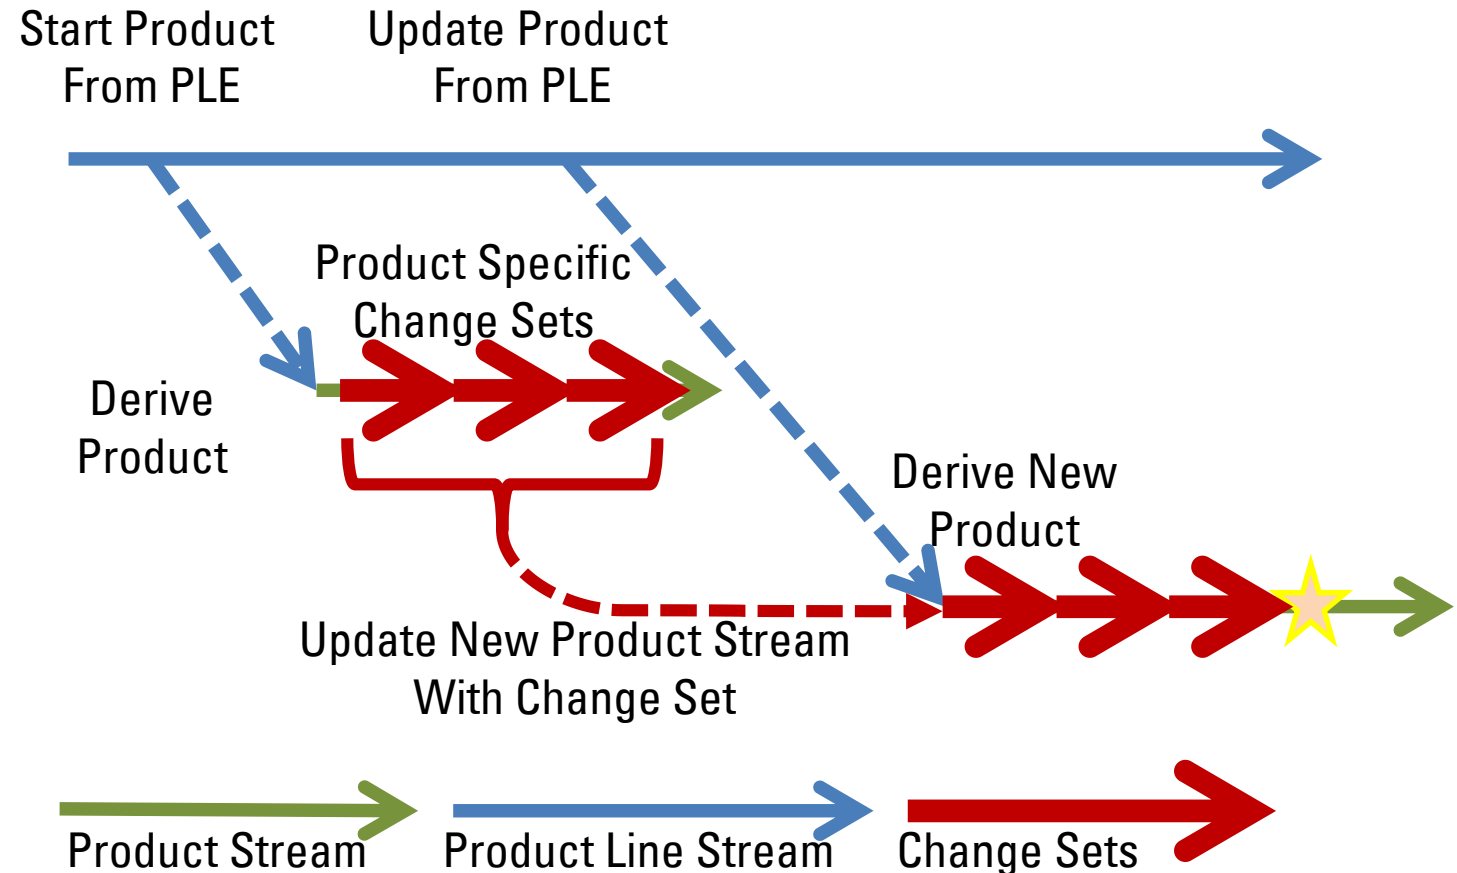 Start Product
From PLE
Update Product
From PLE
Product Specific
Change Sets
Derive
Product
Derive New
Product
Update New Product Stream
With Change Set
Product Stream
Product Line Stream
Change Sets